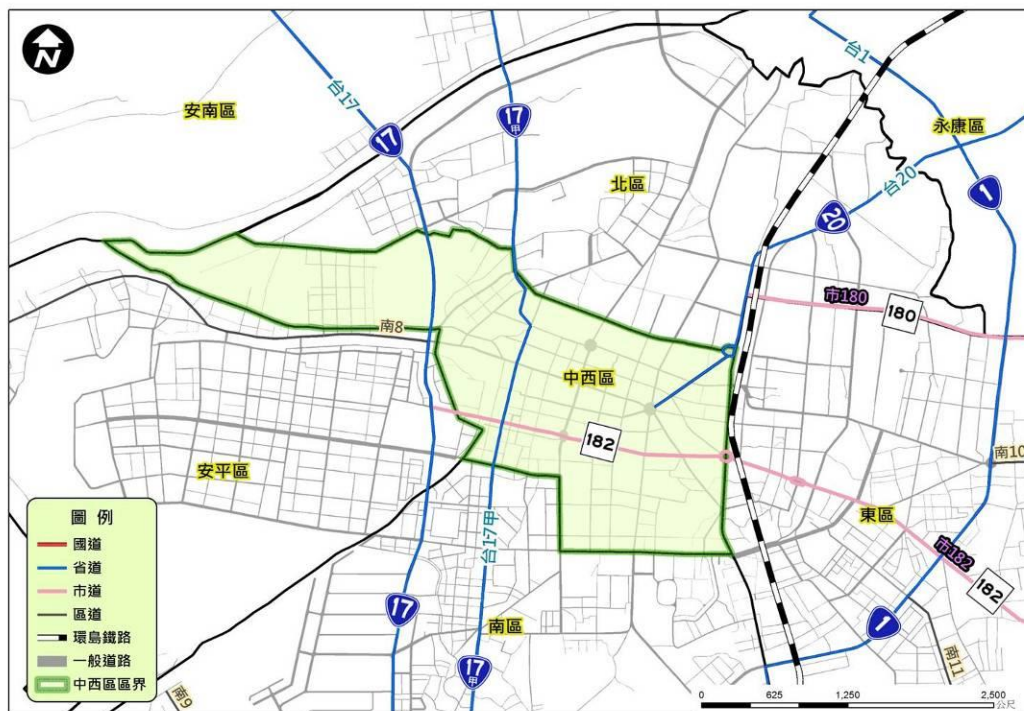 N
台1
17
甲
台17
安南區
17
永康區
北區
台20
1
20
市180
180
南8
中西區
182
南10
安平區
圖 例
國道
省道
市道
區道
環島鐵路
一般道路
中西區區界
東區
台17甲
市182
182
17
1
南區
17
甲
南11
南9
0
625
1,250
2,500
公尺